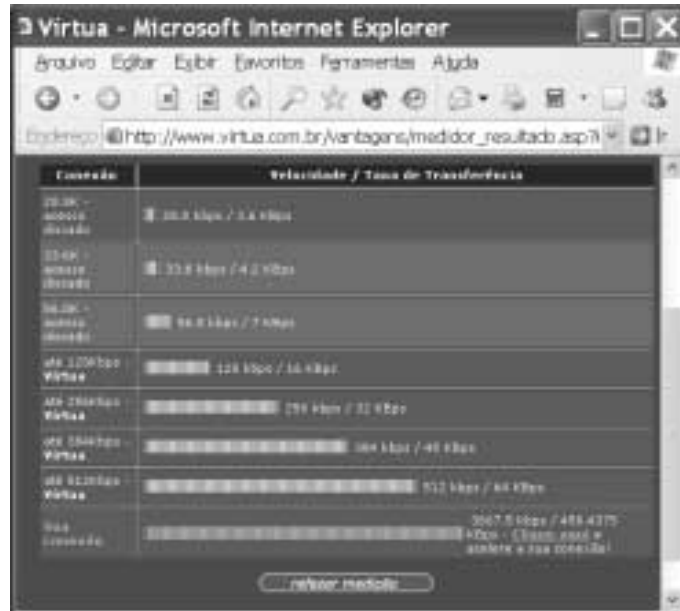 Virtua - Microsoft Internet Explorer
Arquivo Editar Exibir Favoritos Ferramentas Ajuda
Endereço http://www.virtua.com.br/vantagens/medidor_resultado.asp? Ir
Conexão Velocidade / Taxa de Transferência
28.8K -
acesso
discado
28.8 kbps / 3.6 KBps
33.6K -
acesso
discado
33.6 kbps / 4.2 KBps
56.0K -
acesso
discado
56.0 kbps / 7 KBps
até 128Kbps -
Virtua
128 kbps / 16 KBps
até 256Kbps -
Virtua
256 kbps / 32 KBps
até 384Kbps -
Virtua
384 kbps / 48 KBps
até 512Kbps -
Virtua
512 kbps / 64 KBps
Sua
conexão
3667.5 kbps / 458.4375
KBps - Clique aqui e
acelere a sua conexão!
refazer medição